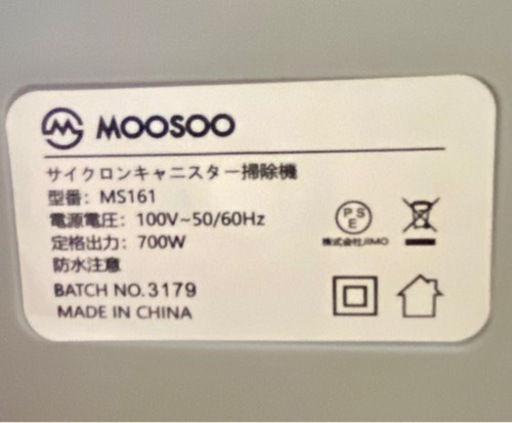 MOOSOO
サイクロンキャニスター掃除機
型番: MS161
電源電圧: 100V~50/60Hz
定格出力: 700W
防水注意
BATCH NO.3179
MADE IN CHINA
PSE
株式会社JIMO